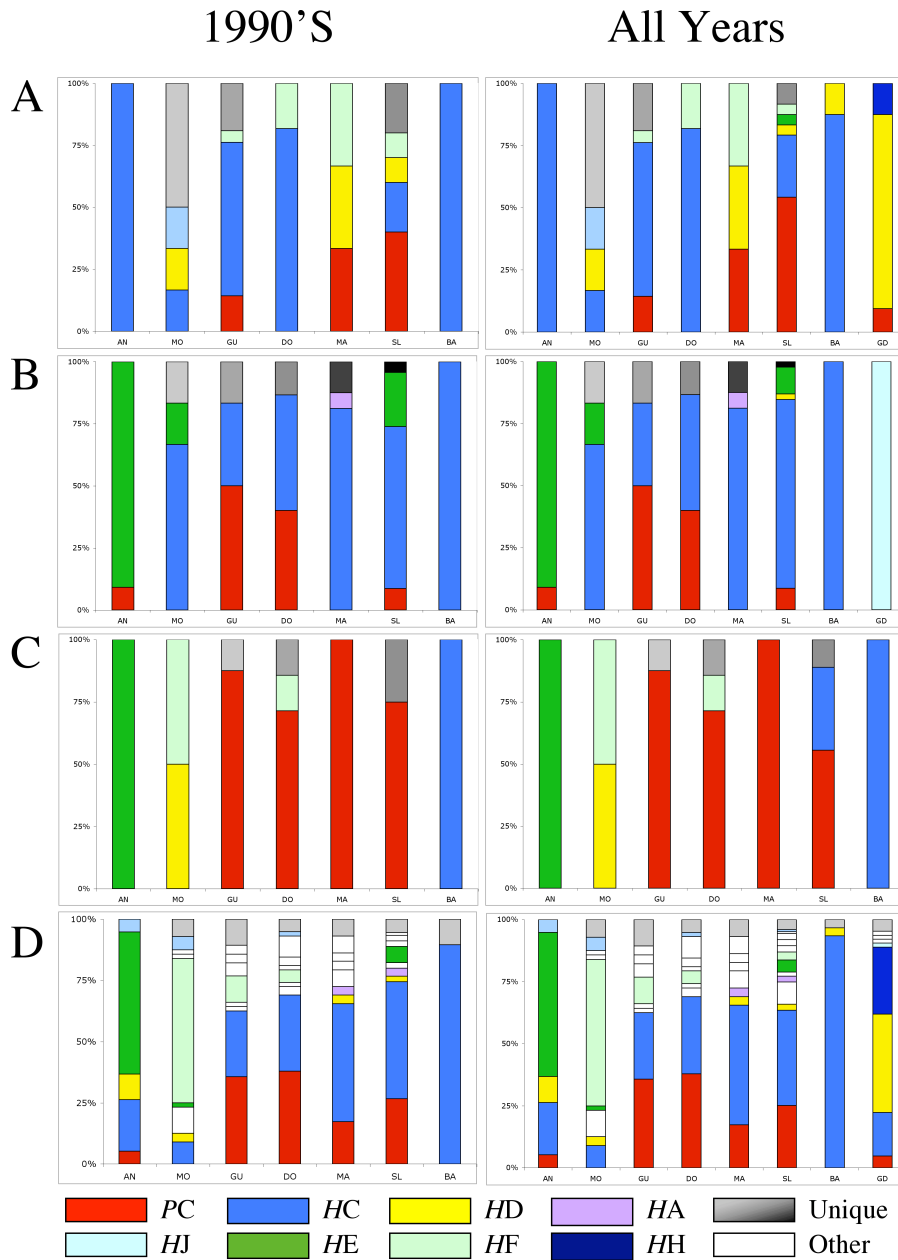 1990'S All Years
A
100% 100%
75% 75%
50% 50%
25% 25%
0% 0%
AN MO GU DO MA SL BA AN MO GU DO MA SL BA GD
B
100% 100%
75% 75%
50% 50%
25% 25%
0% 0%
AN MO GU DO MA SL BA AN MO GU DO MA SL BA GD
C
100% 100%
75% 75%
50% 50%
25% 25%
0% 0%
AN MO GU DO MA SL BA AN MO GU DO MA SL BA
D
100% 100%
75% 75%
50% 50%
25% 25%
0% 0%
AN MO GU DO MA SL BA AN MO GU DO MA SL BA GD
PC HC HD HA Unique
HJ HE HF HH Other